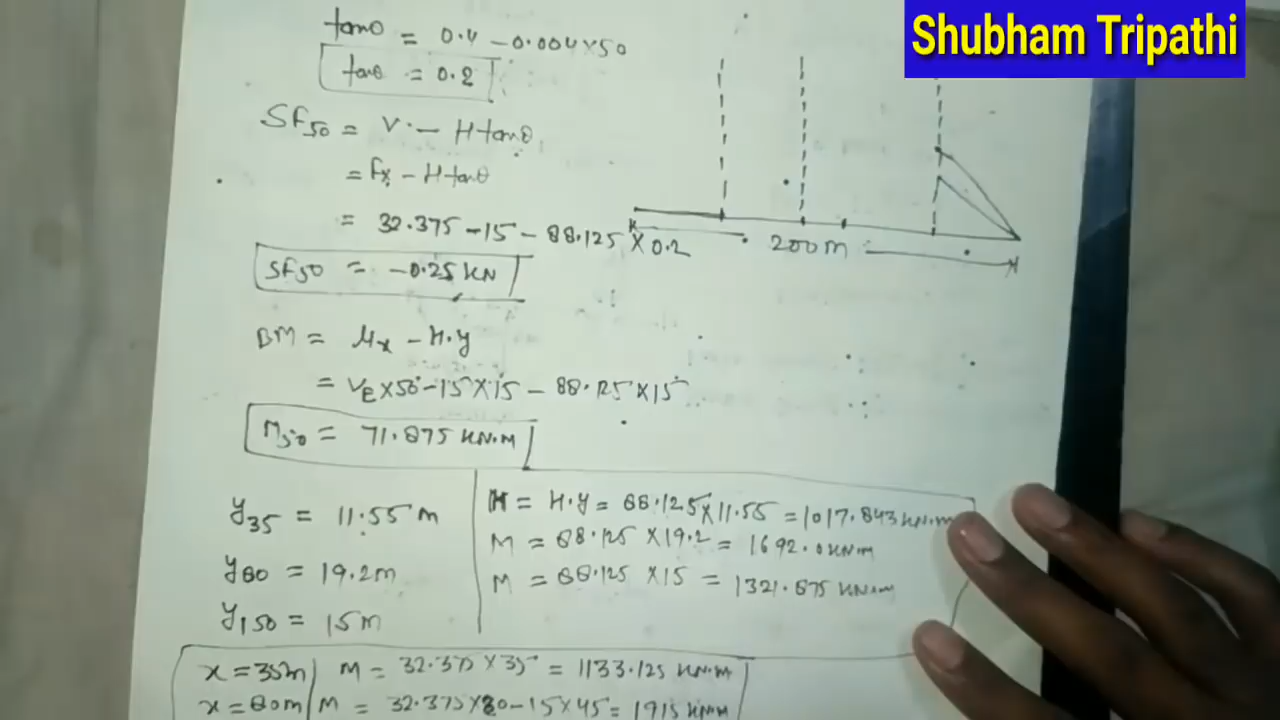 Shubham Tripathi
tanθ = 0.4 - 0.004×50
tanθ = 0.2
SF50 = V - H tanθ
= Fx - H tanθ
= 32.375 - 15 - 88.125 × 0.2
200m
SF50 = -0.25 KN
BM = Mx - H.y
= VE×50 - 15×15 - 88.125×15
M50 = 71.875 KN.M
y35 = 11.55 m
y80 = 19.2m
y150 = 15m
M = H.y = 88.125×11.55 = 1017.843 KN.m
M = 88.125 × 19.2 = 1692.0 KN.m
M = 88.125 × 15 = 1321.875 KN.m
x = 35m M = 32.375×35 = 1133.125 KN.M
x = 80m M = 32.375×80 - 15×45 = 1915 KN.m